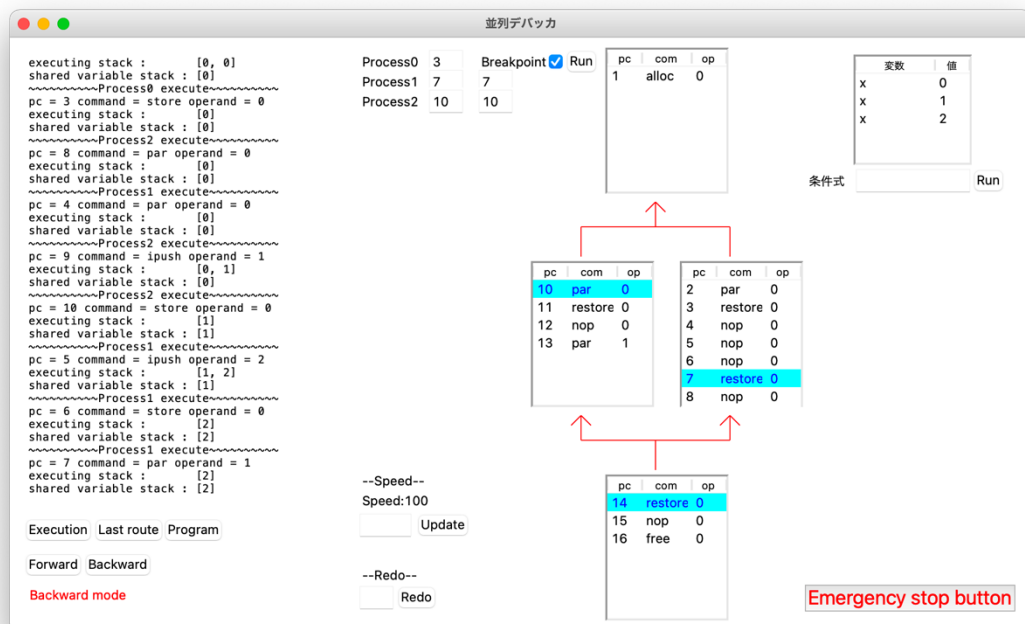 並列デバッカ
executing stack :        [0, 0]
shared variable stack : [0]
~~~~~~~~~~Process0 execute~~~~~~~~~~
pc = 3 command = store operand = 0
executing stack :        [0]
shared variable stack : [0]
~~~~~~~~~~Process2 execute~~~~~~~~~~
pc = 8 command = par operand = 0
executing stack :        [0]
shared variable stack : [0]
~~~~~~~~~~Process1 execute~~~~~~~~~~
pc = 4 command = par operand = 0
executing stack :        [0]
shared variable stack : [0]
~~~~~~~~~~Process2 execute~~~~~~~~~~
pc = 9 command = ipush operand = 1
executing stack :        [0, 1]
shared variable stack : [0]
~~~~~~~~~~Process2 execute~~~~~~~~~~
pc = 10 command = store operand = 0
executing stack :        [1]
shared variable stack : [1]
~~~~~~~~~~Process1 execute~~~~~~~~~~
pc = 5 command = ipush operand = 2
executing stack :        [1, 2]
shared variable stack : [1]
~~~~~~~~~~Process1 execute~~~~~~~~~~
pc = 6 command = store operand = 0
executing stack :        [2]
shared variable stack : [2]
~~~~~~~~~~Process1 execute~~~~~~~~~~
pc = 7 command = par operand = 1
executing stack :        [2]
shared variable stack : [2]
Execution Last route Program
Forward Backward
Backward mode
Process0 3 Breakpoint Run
Process1 7 7
Process2 10 10
--Speed--
Speed:100
Update
--Redo--
Redo
pc com op
1 alloc 0
pc com op
10 par 0
11 restore 0
12 nop 0
13 par 1
pc com op
2 par 0
3 restore 0
4 nop 0
5 nop 0
6 nop 0
7 restore 0
8 nop 0
pc com op
14 restore 0
15 nop 0
16 free 0
変数 値
x 0
x 1
x 2
条件式 Run
Emergency stop button